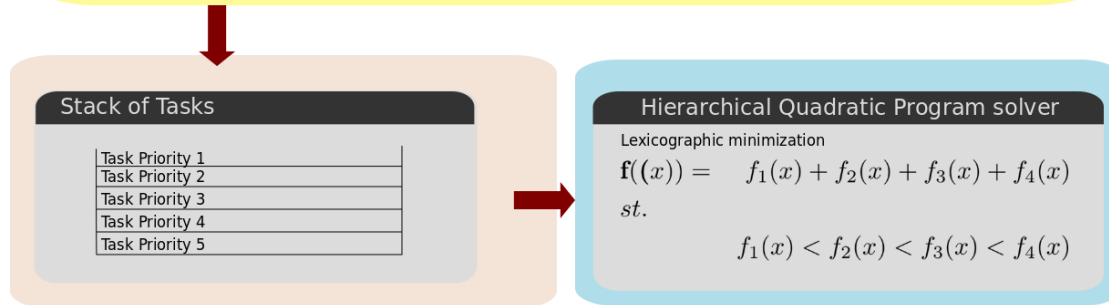 Stack of Tasks
Task Priority 1
Task Priority 2
Task Priority 3
Task Priority 4
Task Priority 5
Hierarchical Quadratic Program solver
Lexicographic minimization
f((x)) = f₁(x) + f₂(x) + f₃(x) + f₄(x)
st.
f₁(x) < f₂(x) < f₃(x) < f₄(x)